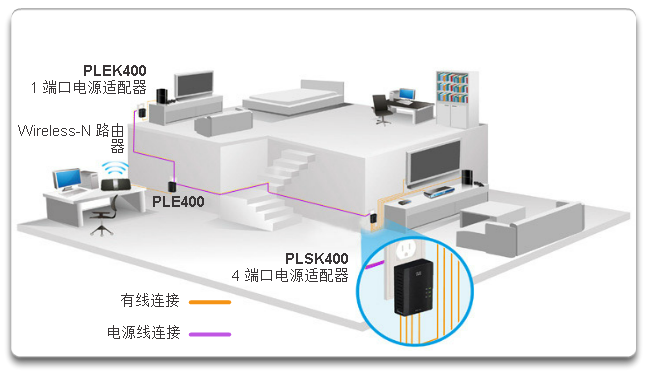 PLEK400
1 端口电源适配器
Wireless-N 路由
器
PLE400
PLSK400
4 端口电源适配器
有线连接
电源线连接